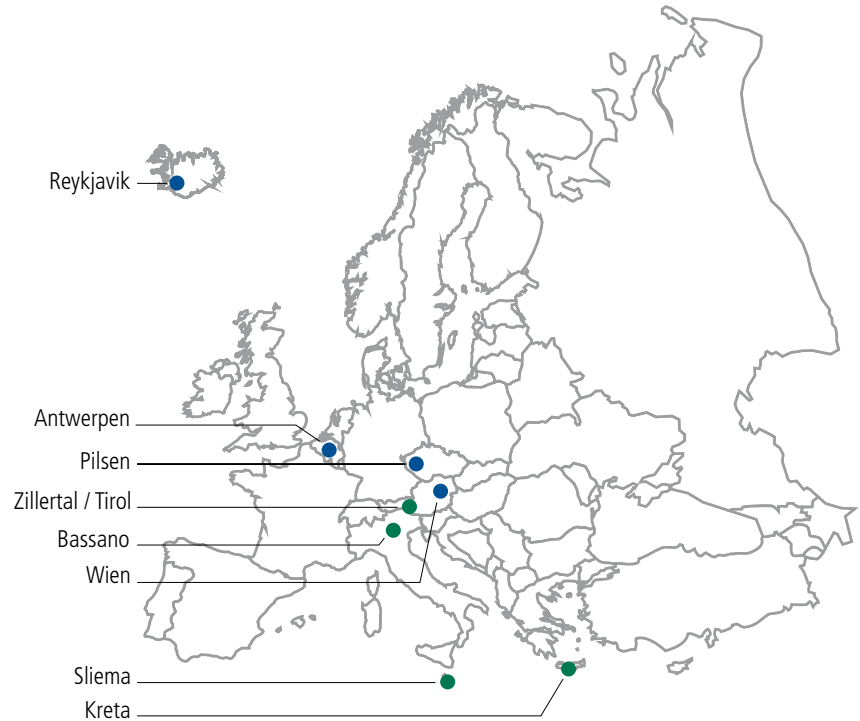 Reykjavik
Antwerpen
Pilsen
Zillertal / Tirol
Bassano
Wien
Sliema
Kreta